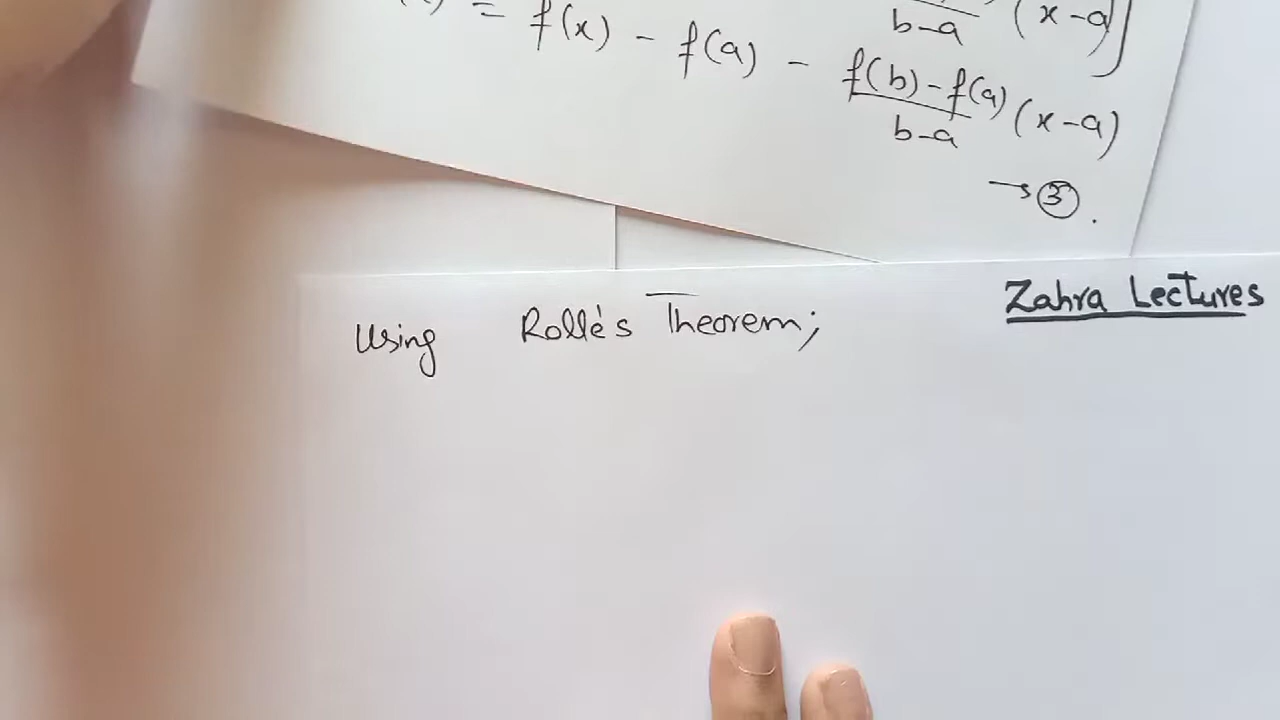 b-a (x-a)]
) = f(x) - f(a) - f(b)-f(a)/b-a (x-a)
→ ③.
Zahra Lectures
Using Rolle's Theorem;